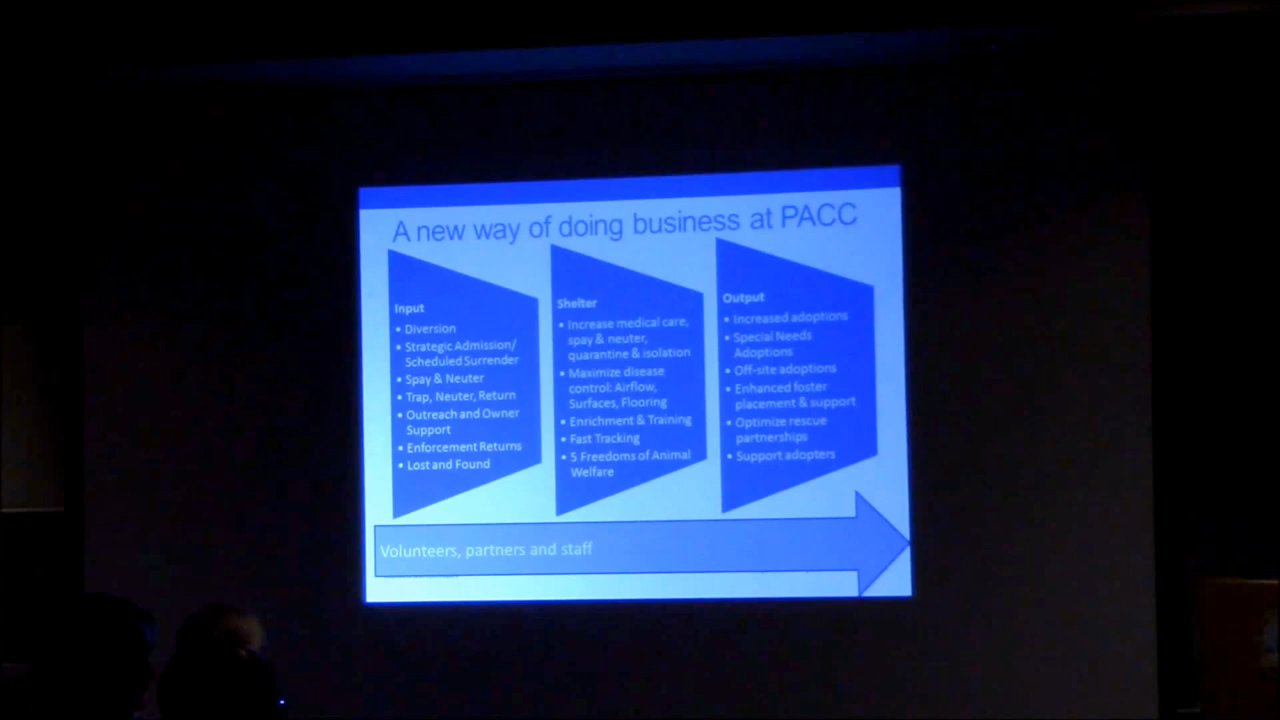 A new way of doing business at PACC
Input
▪ Diversion
▪ Strategic Admission/
Scheduled Surrender
▪ Spay & Neuter
▪ Trap, Neuter, Return
▪ Outreach and Owner
Support
▪ Enforcement Returns
▪ Lost and Found
Shelter
▪ Increase medical care,
spay & neuter,
quarantine & isolation
▪ Maximize disease
control: Airflow,
Surfaces, Flooring
▪ Enrichment & Training
▪ Fast Tracking
▪ 5 Freedoms of Animal
Welfare
Output
▪ Increased adoptions
▪ Special Needs
Adoptions
▪ Off-site adoptions
▪ Enhanced foster
placement & support
▪ Optimize rescue
partnerships
▪ Support adopters
Volunteers, partners and staff